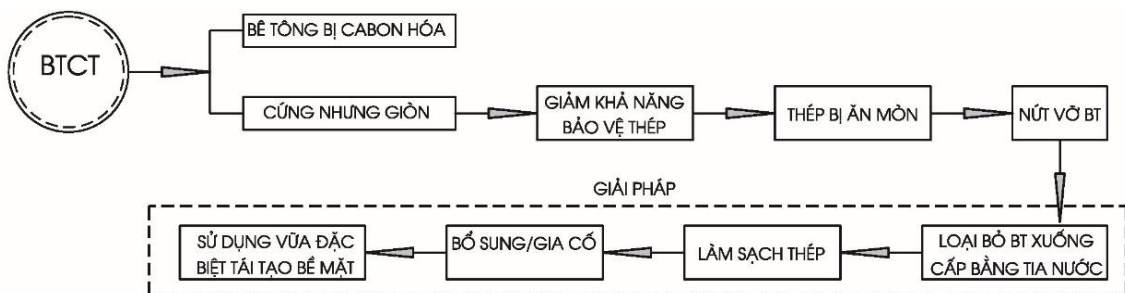 BTCT
BÊ TÔNG BỊ CABON HÓA
CỨNG NHƯNG GIÒN
GIẢM KHẢ NĂNG
BẢO VỆ THÉP
THÉP BỊ ĂN MÒN
NỨT VỠ BT
GIẢI PHÁP
LOẠI BỎ BT XUỐNG
CẤP BẰNG TIA NƯỚC
LÀM SẠCH THÉP
BỔ SUNG/GIA CỐ
SỬ DỤNG VỮA ĐẶC
BIỆT TÁI TẠO BỀ MẶT